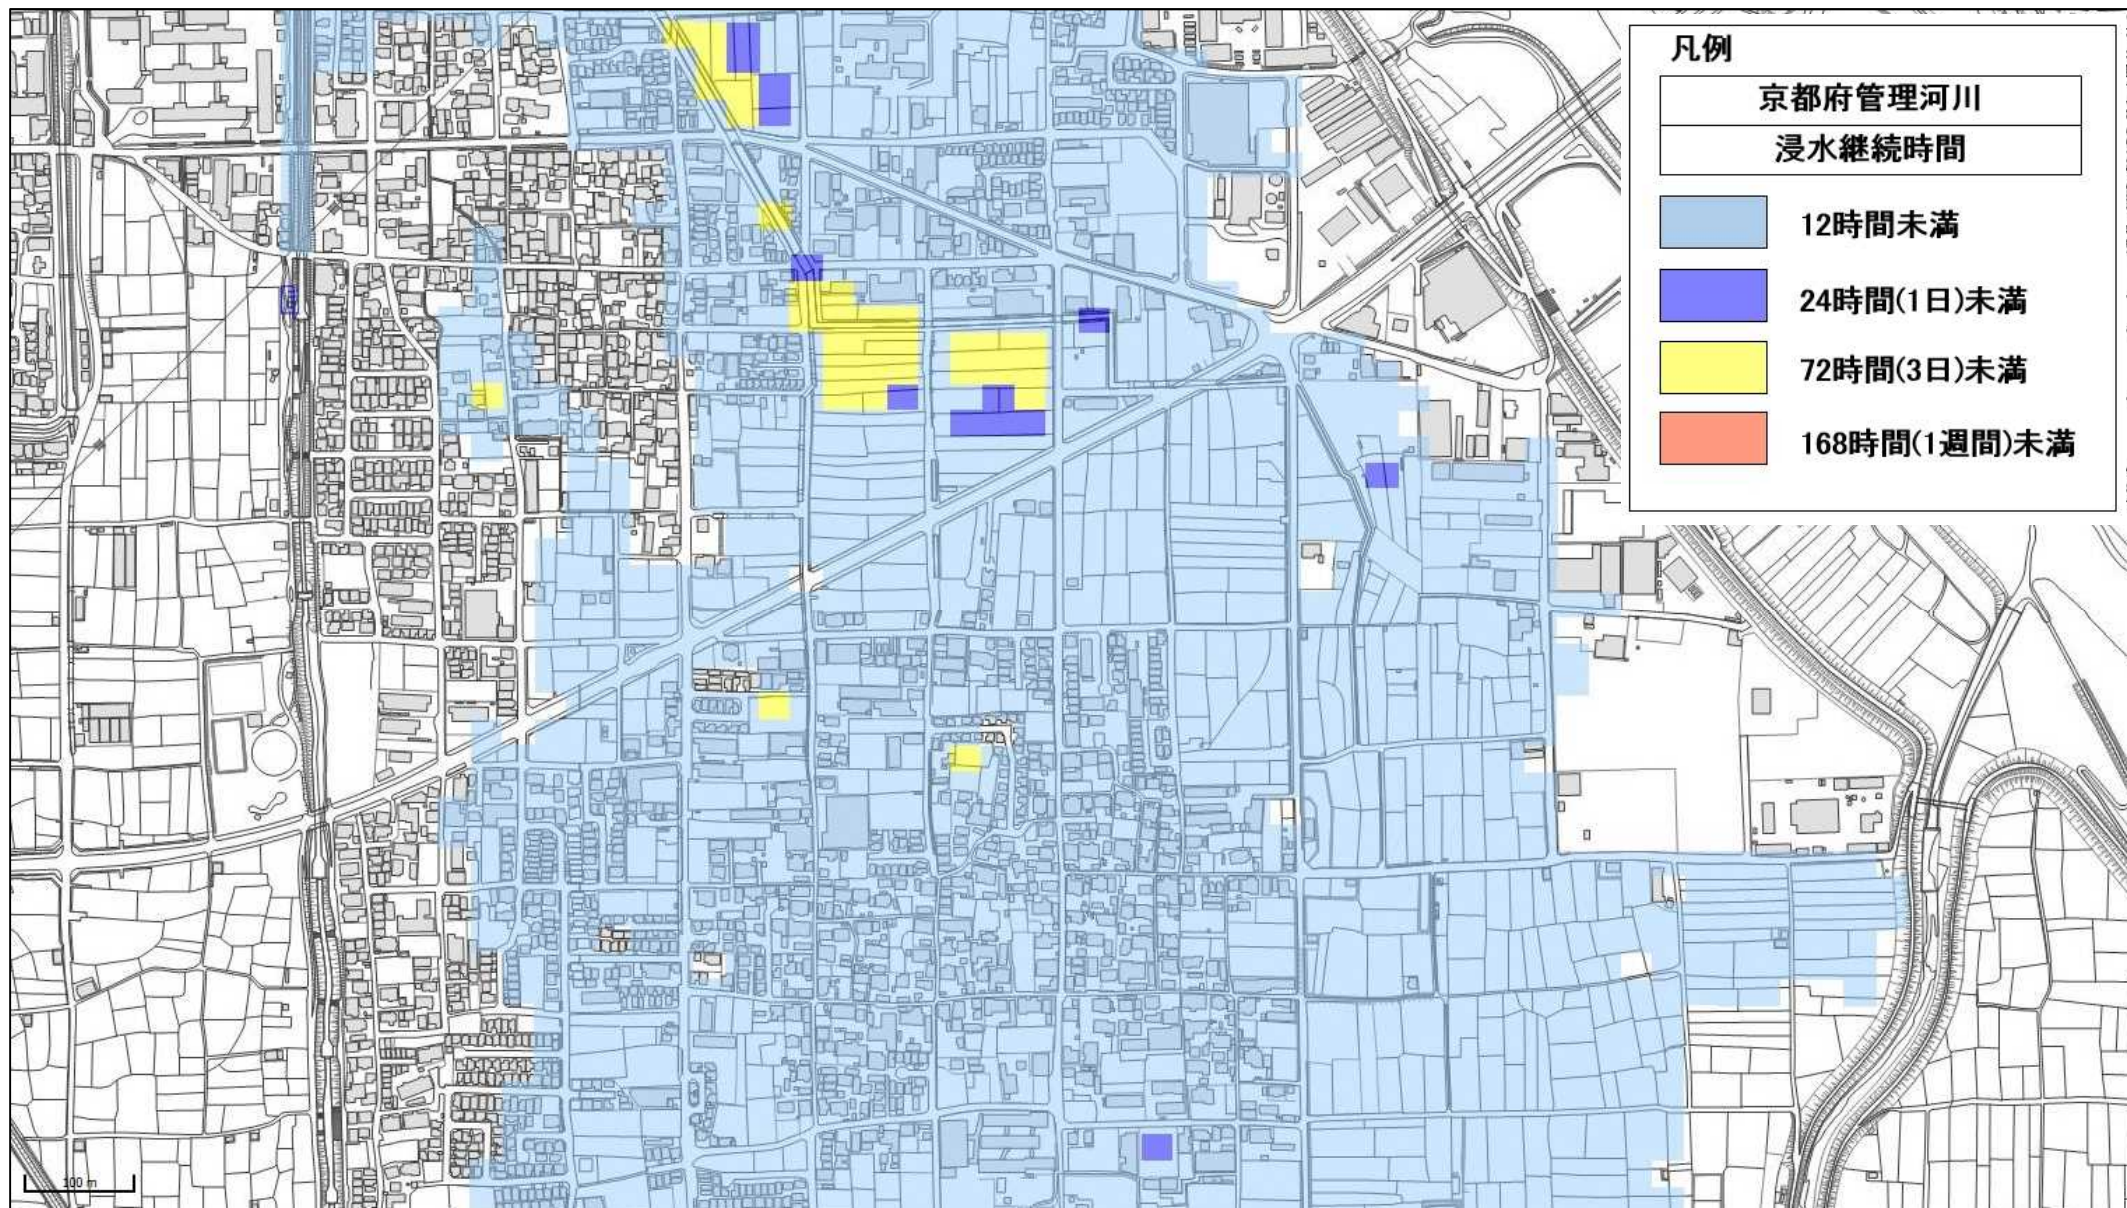 凡例
京都府管理河川
浸水継続時間
12時間未満
24時間(1日)未満
72時間(3日)未満
168時間(1週間)未満
100 m